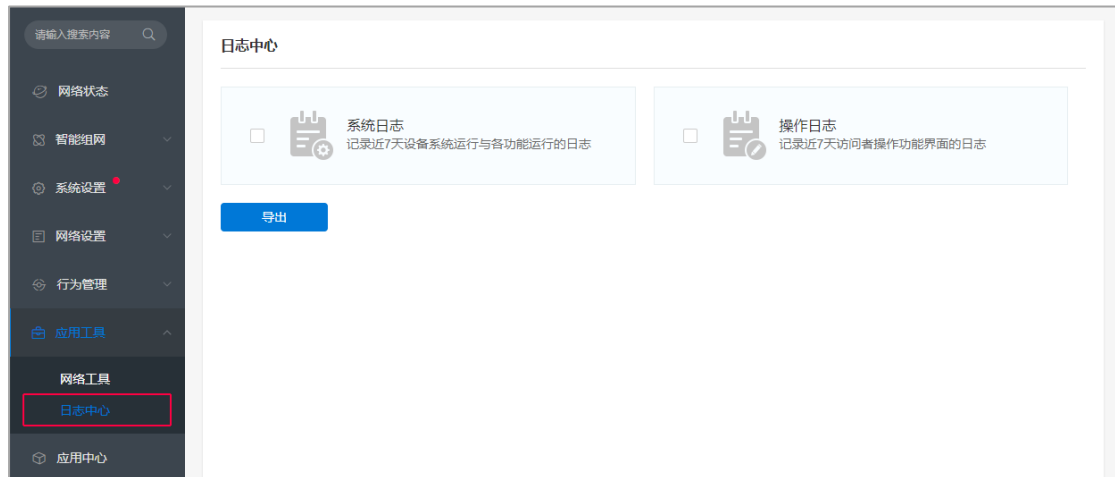 请输入搜索内容
网络状态
智能组网
系统设置
网络设置
行为管理
应用工具
网络工具
日志中心
应用中心
日志中心
系统日志
记录近7天设备系统运行与各功能运行的日志
操作日志
记录近7天访问者操作功能界面的日志
导出